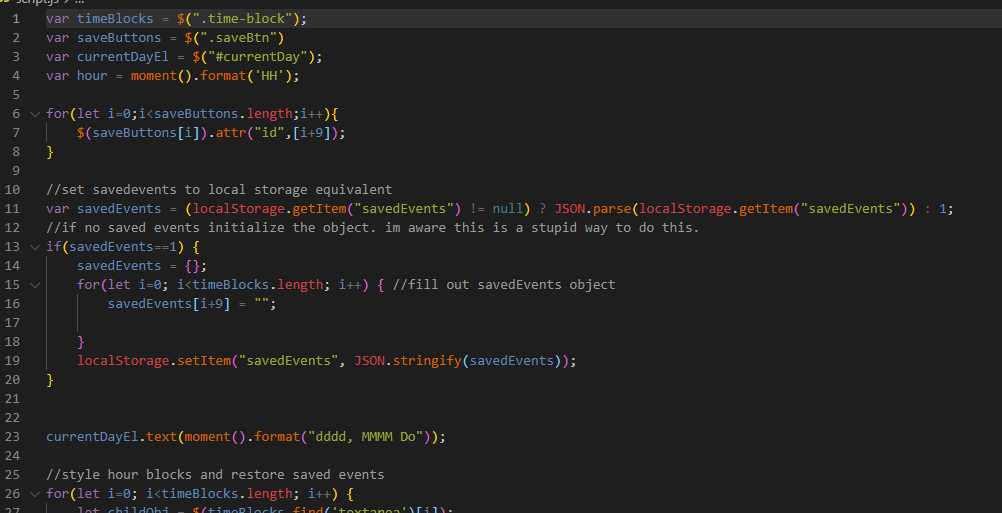 script.js > ...
1 var timeBlocks = $(".time-block");
2 var saveButtons = $(".saveBtn")
3 var currentDayEl = $("#currentDay");
4 var hour = moment().format('HH');
5
6 for(let i=0;i<saveButtons.length;i++){
7     $(saveButtons[i]).attr("id",[i+9]);
8 }
9
10 //set savedevents to local storage equivalent
11 var savedEvents = (localStorage.getItem("savedEvents") != null) ? JSON.parse(localStorage.getItem("savedEvents")) : 1;
12 //if no saved events initialize the object. im aware this is a stupid way to do this.
13 if(savedEvents==1) {
14     savedEvents = {};
15     for(let i=0; i<timeBlocks.length; i++) { //fill out savedEvents object
16         savedEvents[i+9] = "";
17
18     }
19     localStorage.setItem("savedEvents", JSON.stringify(savedEvents));
20 }
21
22
23 currentDayEl.text(moment().format("dddd, MMMM Do"));
24
25 //style hour blocks and restore saved events
26 for(let i=0; i<timeBlocks.length; i++) {
27     let childObj = $(timeBlocks.find('textarea')[i]);